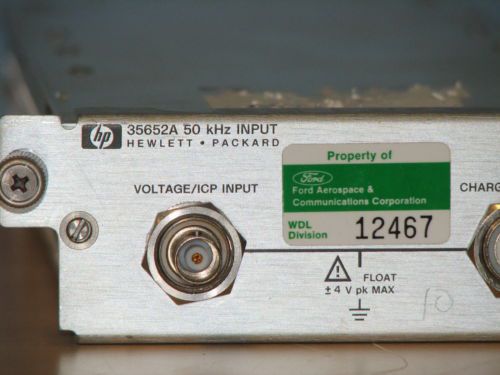 hp 35652A 50 kHz INPUT
HEWLETT • PACKARD
Property of
Ford
Ford Aerospace &
Communications Corporation
WDL
Division 12467
VOLTAGE/ICP INPUT
CHARG
FLOAT
±4 V pk MAX
10